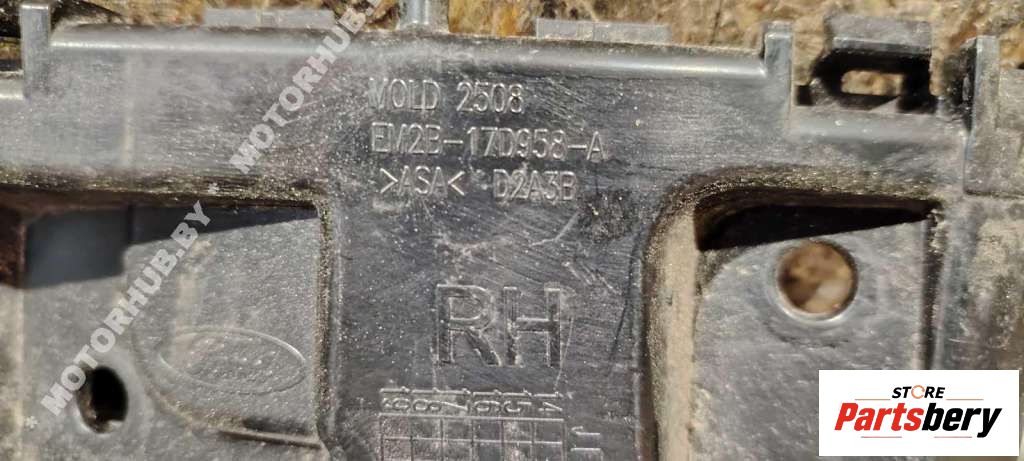 MOLD 2508
EM2B-17D958-A
>ASA< D2A3B
RH
* MOTORHUB.BY
* MOTORHUB.BY
STORE
Partsbery